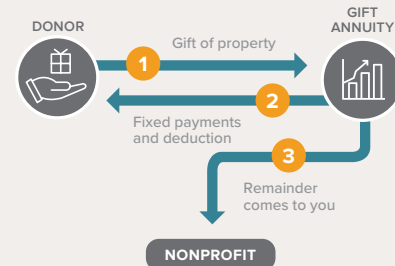 DONOR
GIFT
ANNUITY
1
Gift of property
2
Fixed payments
and deduction
3
Remainder
comes to you
NONPROFIT